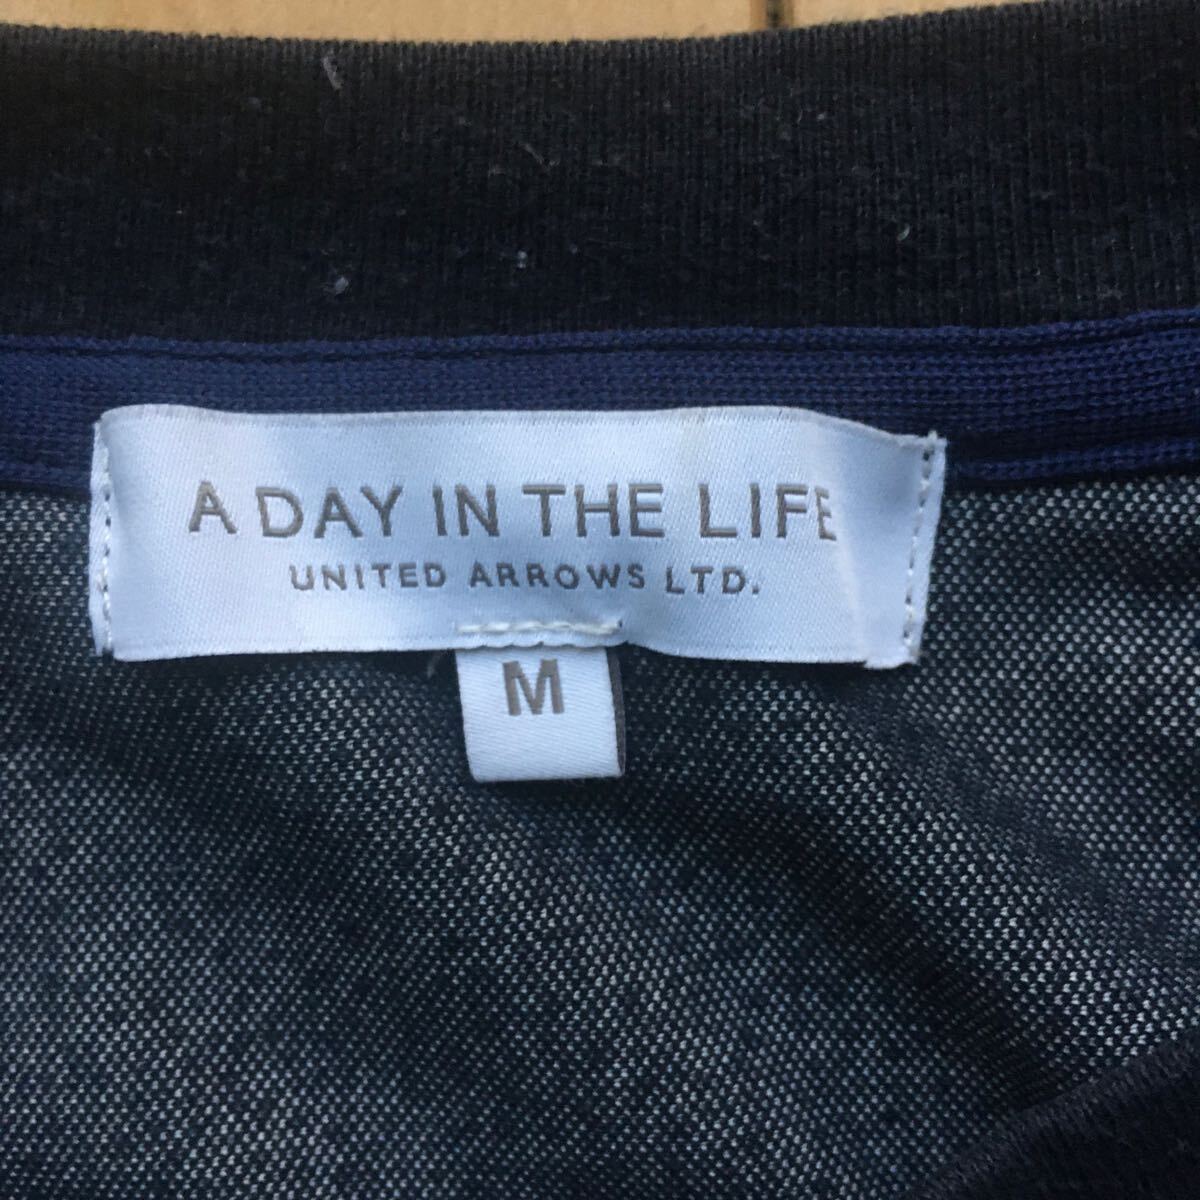 A DAY IN THE LIFE
UNITED ARROWS LTD.
M